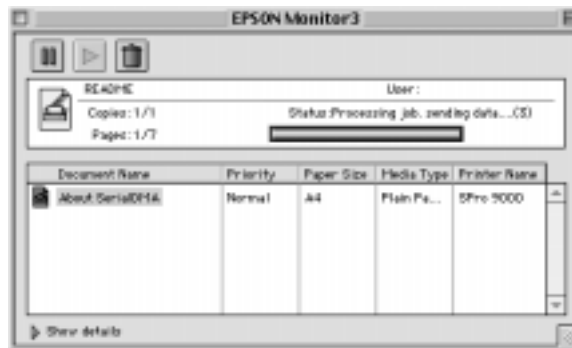 EPSON Monitor3
README User:
Copies: 1/1 Status:Processing job. sending data...(S)
Pages: 1/7
Document Name Priority Paper Size Media Type Printer Name
About SerialDMA Normal A4 Plain Pa... SPro 9000
Show details